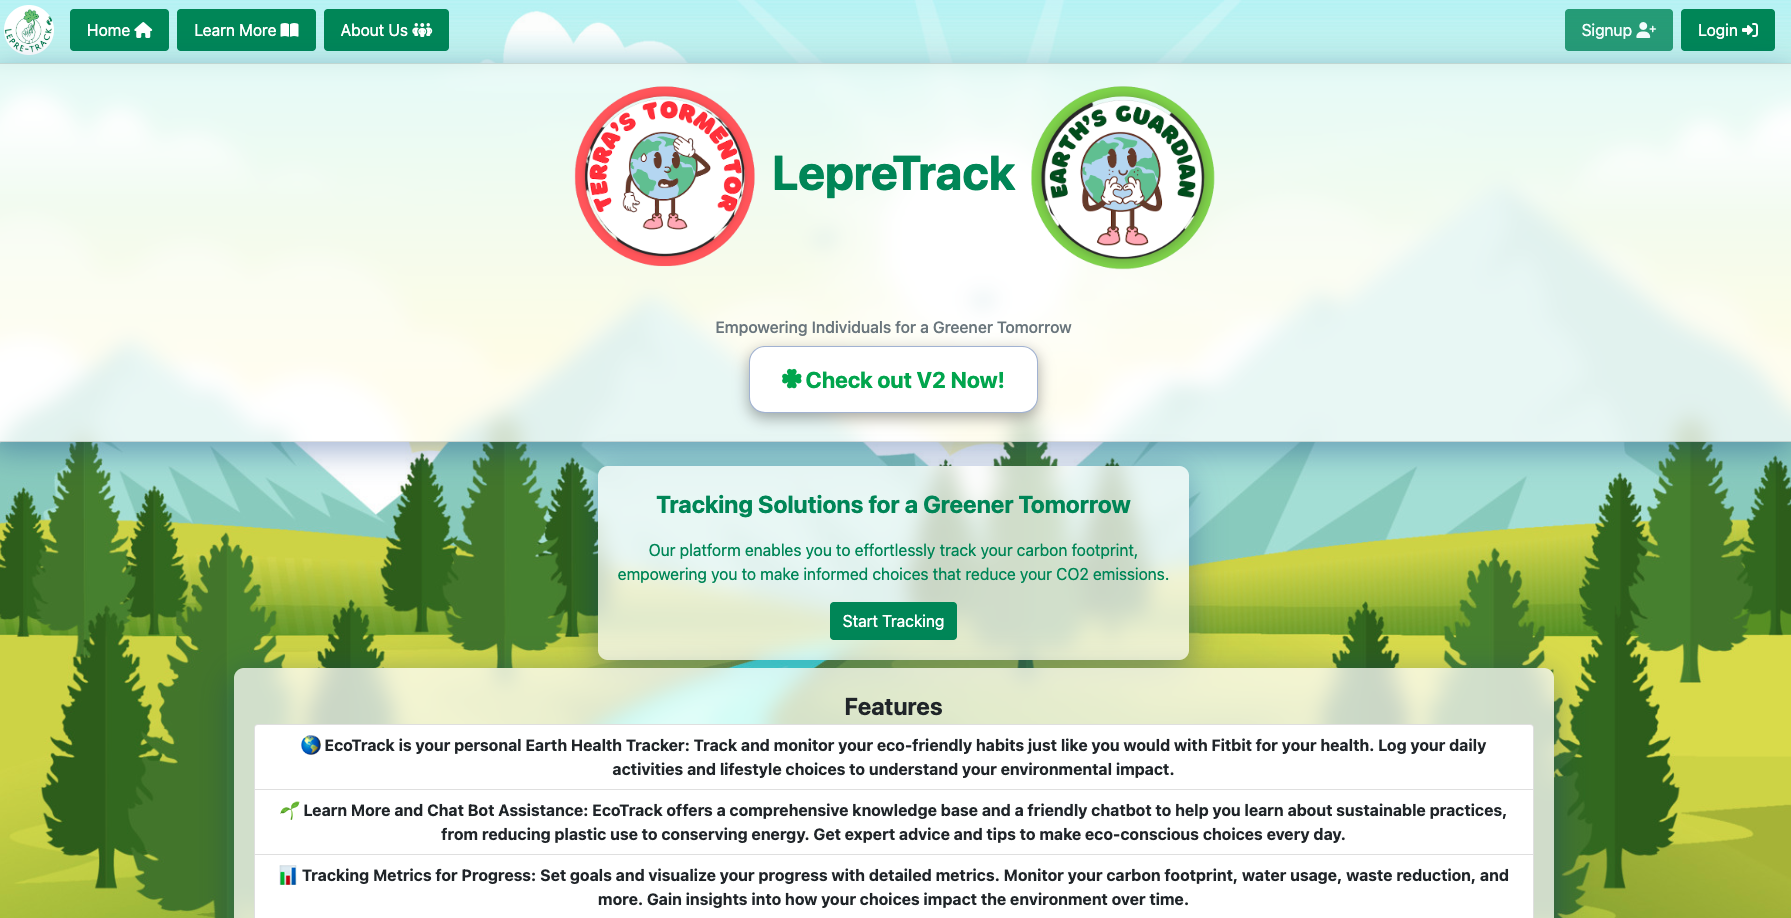 LEPRE-TRACK
Home
Learn More
About Us
Signup
Login
TERRA'S TORMENTOR
LepreTrack
EARTH'S GUARDIAN
Empowering Individuals for a Greener Tomorrow
Check out V2 Now!
Tracking Solutions for a Greener Tomorrow
Our platform enables you to effortlessly track your carbon footprint,
empowering you to make informed choices that reduce your CO2 emissions.
Start Tracking
Features
🌎 EcoTrack is your personal Earth Health Tracker: Track and monitor your eco-friendly habits just like you would with Fitbit for your health. Log your daily
activities and lifestyle choices to understand your environmental impact.
🌱 Learn More and Chat Bot Assistance: EcoTrack offers a comprehensive knowledge base and a friendly chatbot to help you learn about sustainable practices,
from reducing plastic use to conserving energy. Get expert advice and tips to make eco-conscious choices every day.
📊 Tracking Metrics for Progress: Set goals and visualize your progress with detailed metrics. Monitor your carbon footprint, water usage, waste reduction, and
more. Gain insights into how your choices impact the environment over time.